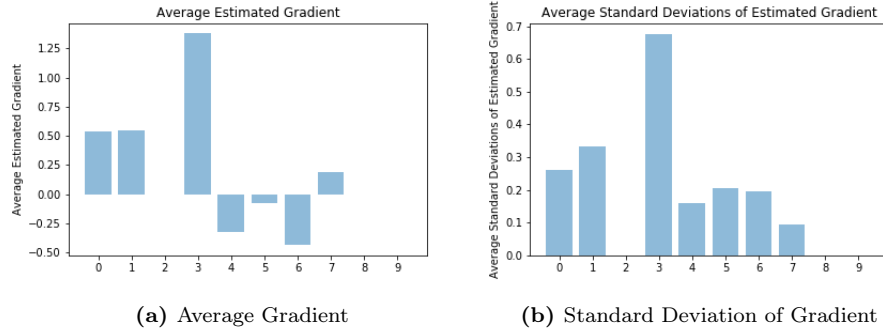 Average Estimated Gradient
Average Estimated Gradient
1.25
1.00
0.75
0.50
0.25
0.00
−0.25
−0.50
0 1 2 3 4 5 6 7 8 9
(a) Average Gradient
Average Standard Deviations of Estimated Gradient
Average Standard Deviations of Estimated Gradient
0.7
0.6
0.5
0.4
0.3
0.2
0.1
0.0
0 1 2 3 4 5 6 7 8 9
(b) Standard Deviation of Gradient